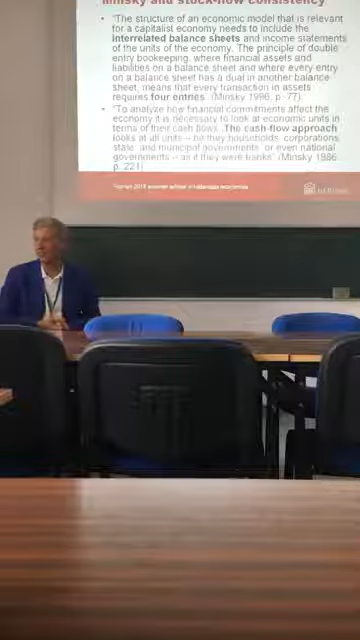 Minsky and stock-flow consistency
• "The structure of an economic model that is relevant
for a capitalist economy needs to include the
interrelated balance sheets and income statements
of the units of the economy. The principle of double
entry bookeeping, where financial assets and
liabilities on a balance sheet and where every entry
on a balance sheet has a dual in another balance
sheet, means that every transaction in assets
requires four entries. (Minsky 1996, p. 77).
• "To analyze how financial commitments affect the
economy it is necessary to look at economic units in
terms of their cash flows. The cash-flow approach
looks at all units – be they households, corporations,
state and municipal governments, or even national
governments – as if they were banks" (Minsky 1986,
p. 221)